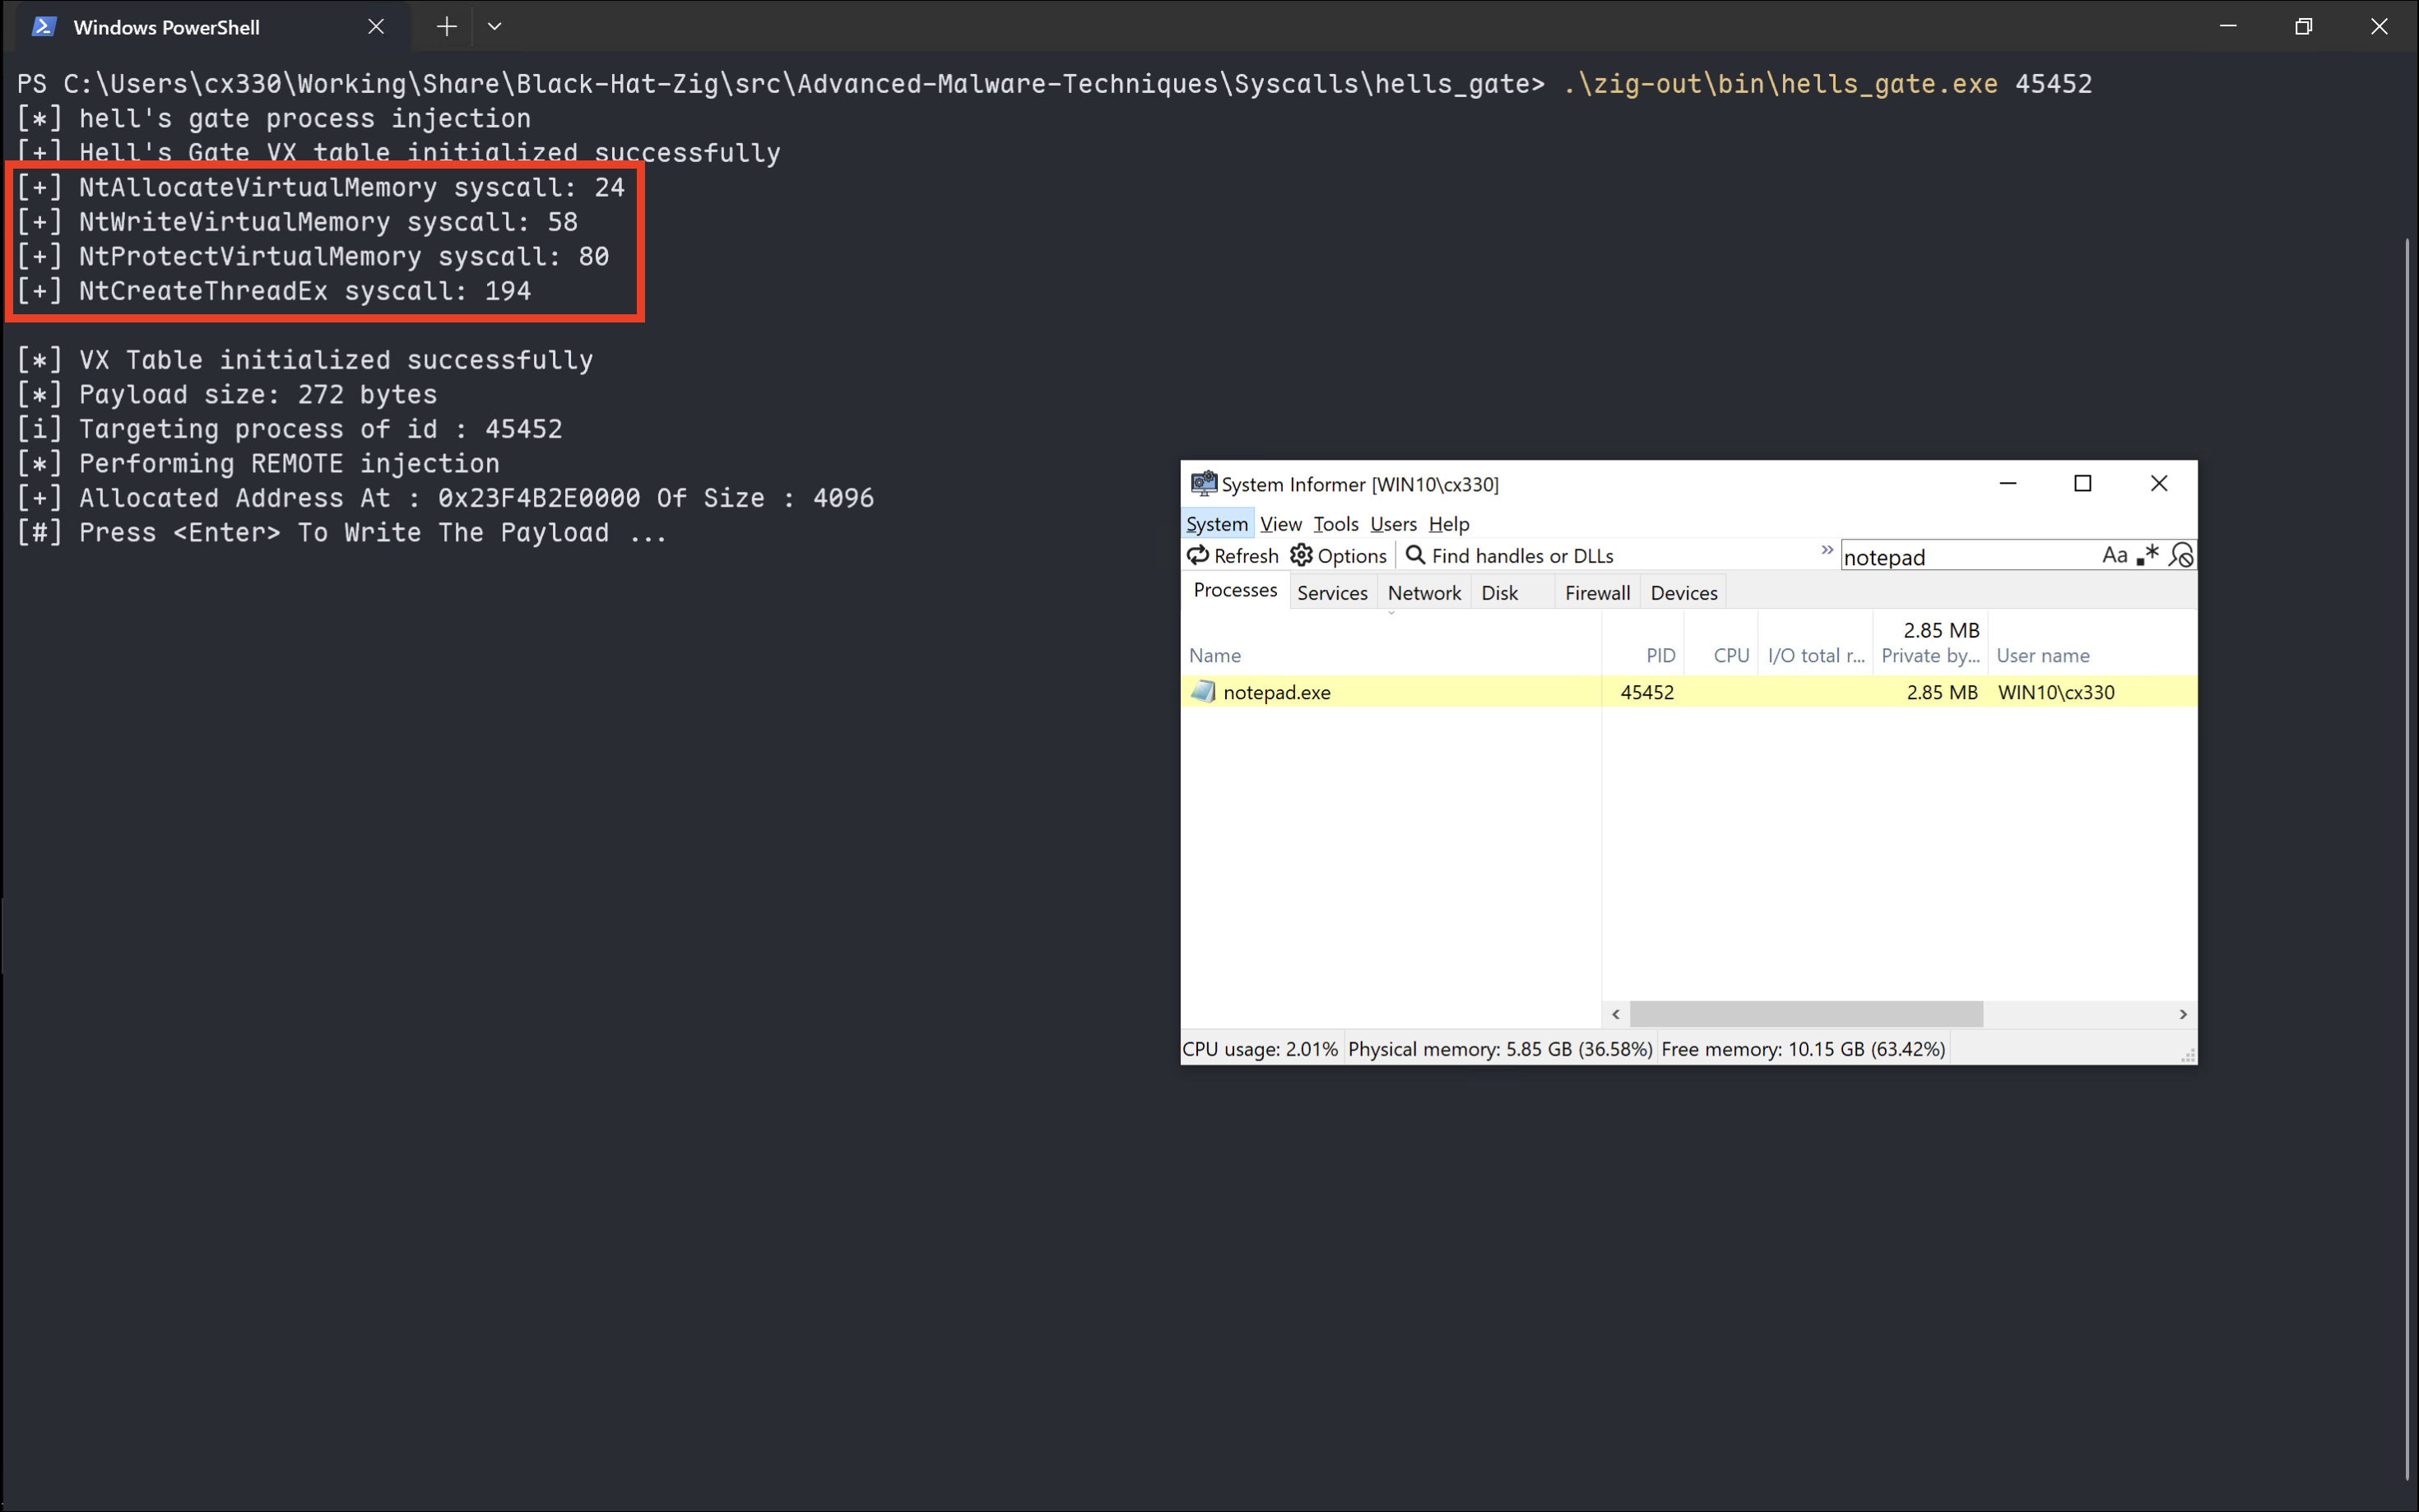 Windows PowerShell
PS C:\Users\cx330\Working\Share\Black-Hat-Zig\src\Advanced-Malware-Techniques\Syscalls\hells_gate> .\zig-out\bin\hells_gate.exe 45452
[*] hell's gate process injection
[+] Hell's Gate VX table initialized successfully
[+] NtAllocateVirtualMemory syscall: 24
[+] NtWriteVirtualMemory syscall: 58
[+] NtProtectVirtualMemory syscall: 80
[+] NtCreateThreadEx syscall: 194
[*] VX Table initialized successfully
[*] Payload size: 272 bytes
[i] Targeting process of id : 45452
[*] Performing REMOTE injection
[+] Allocated Address At : 0x23F4B2E0000 Of Size : 4096
[#] Press <Enter> To Write The Payload ...
System Informer [WIN10\cx330]
System View Tools Users Help
Refresh Options Find handles or DLLs » notepad Aa .*
Processes Services Network Disk Firewall Devices
2.85 MB
Name PID CPU I/O total r... Private by... User name
notepad.exe 45452 2.85 MB WIN10\cx330
CPU usage: 2.01% Physical memory: 5.85 GB (36.58%) Free memory: 10.15 GB (63.42%)